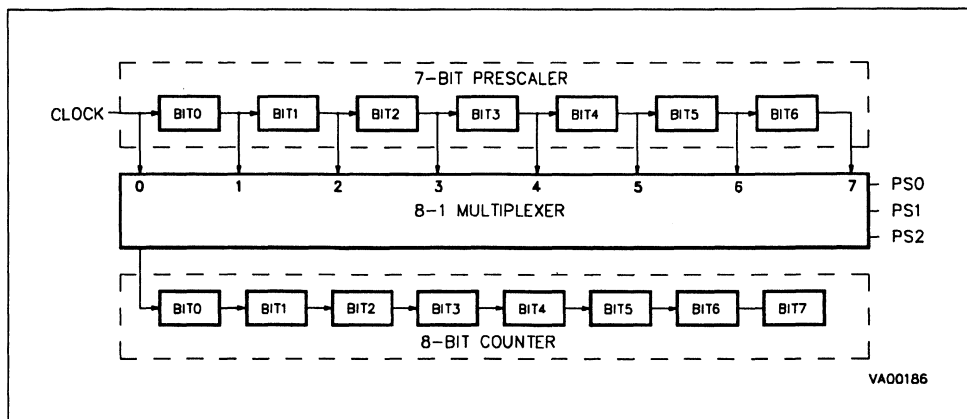 7-BIT PRESCALER
CLOCK BIT0 BIT1 BIT2 BIT3 BIT4 BIT5 BIT6
0 1 2 3 4 5 6 7
PS0
8-1 MULTIPLEXER PS1
PS2
BIT0 BIT1 BIT2 BIT3 BIT4 BIT5 BIT6 BIT7
8-BIT COUNTER
VA00186